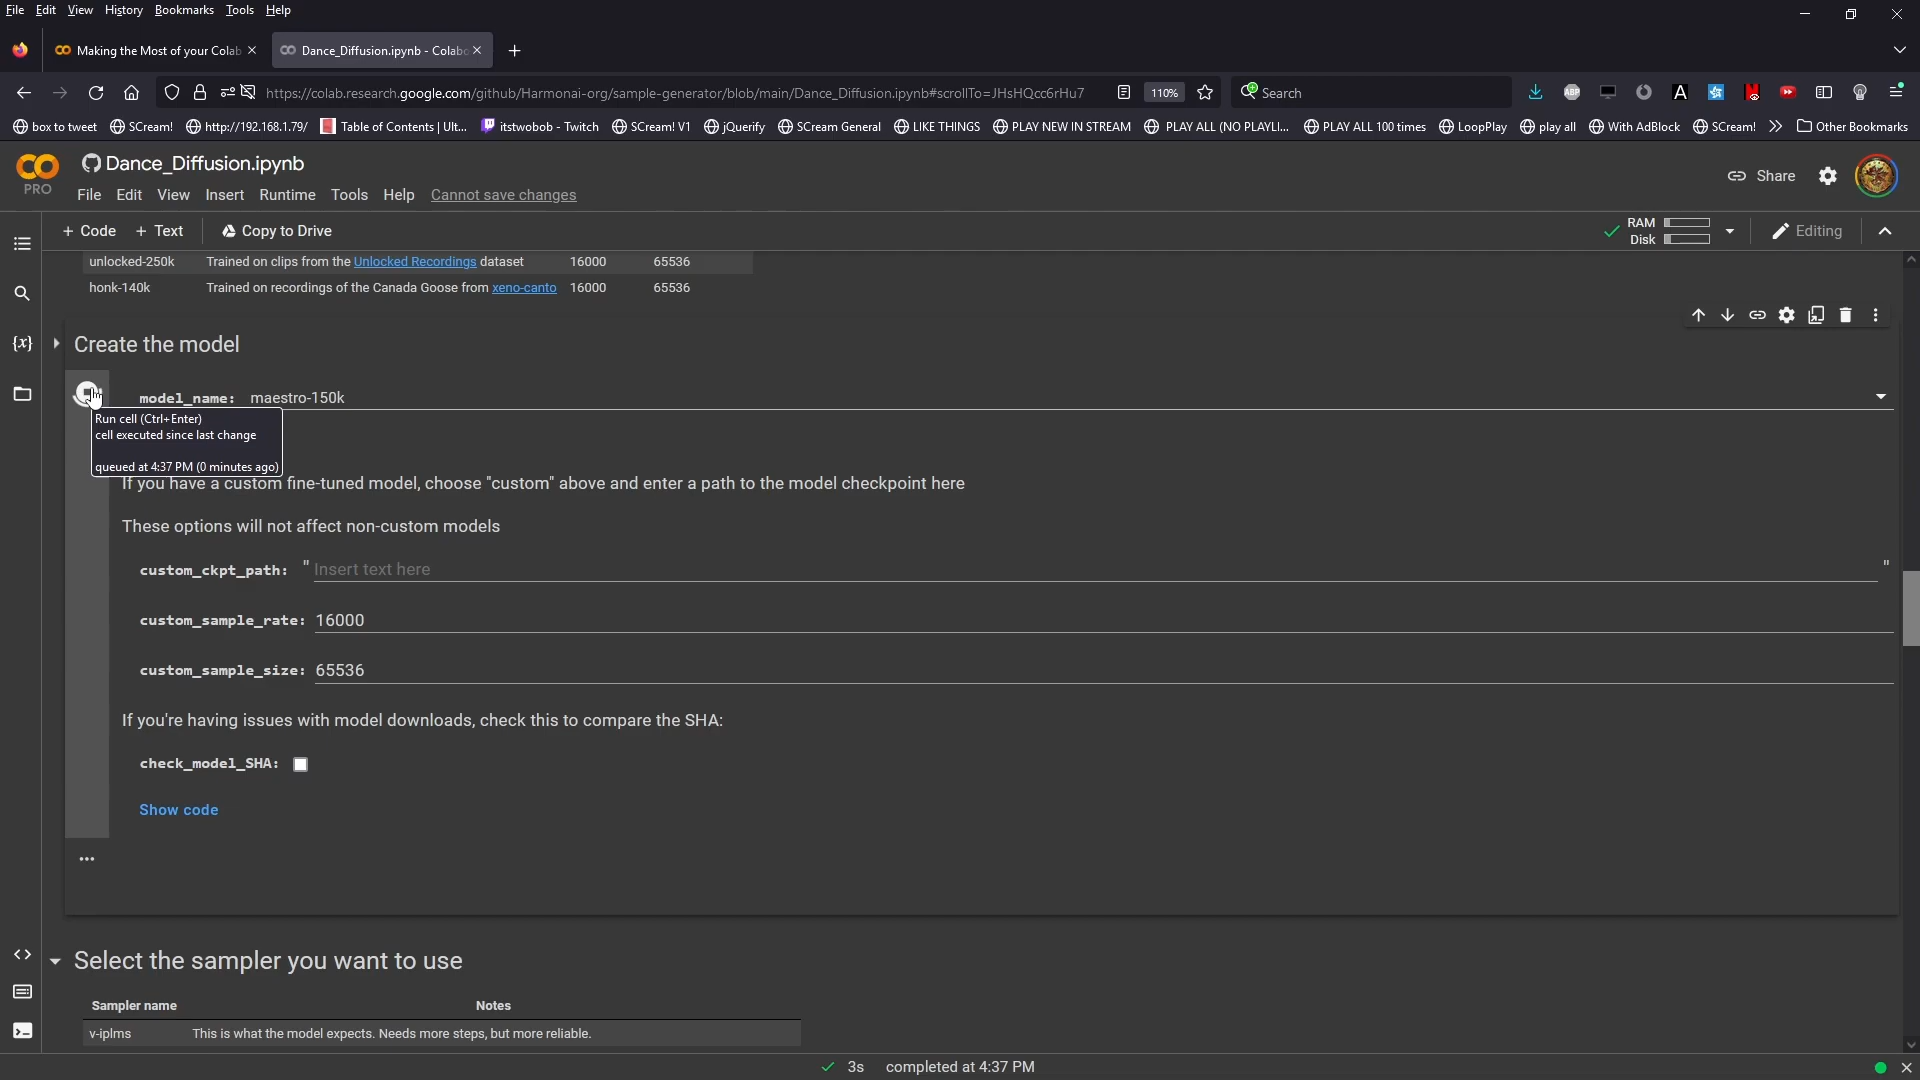 File Edit View History Bookmarks Tools Help
Making the Most of your Colab
Dance_Diffusion.ipynb - Colabo
https://colab.research.google.com/github/Harmonai-org/sample-generator/blob/main/Dance_Diffusion.ipynb#scrollTo=JHsHQcc6rHu7
110%
Search
ABP
A
box to tweet SCream! http://192.168.1.79/ Table of Contents | Ult... itstwobob - Twitch SCream! V1 jQuerify SCream General LIKE THINGS PLAY NEW IN STREAM PLAY ALL (NO PLAYLI... PLAY ALL 100 times LoopPlay play all With AdBlock SCream! Other Bookmarks
PRO
Dance_Diffusion.ipynb
Share
File Edit View Insert Runtime Tools Help Cannot save changes
+ Code + Text Copy to Drive
RAM
Disk
Editing
unlocked-250k Trained on clips from the Unlocked Recordings dataset 16000 65536
honk-140k Trained on recordings of the Canada Goose from xeno-canto 16000 65536
{x}
Create the model
model_name: maestro-150k
Run cell (Ctrl+Enter)
cell executed since last change
queued at 4:37 PM (0 minutes ago)
If you have a custom fine-tuned model, choose "custom" above and enter a path to the model checkpoint here
These options will not affect non-custom models
custom_ckpt_path: " Insert text here "
custom_sample_rate: 16000
custom_sample_size: 65536
If you're having issues with model downloads, check this to compare the SHA:
check_model_SHA:
Show code
...
Select the sampler you want to use
Sampler name Notes
v-iplms This is what the model expects. Needs more steps, but more reliable.
3s completed at 4:37 PM